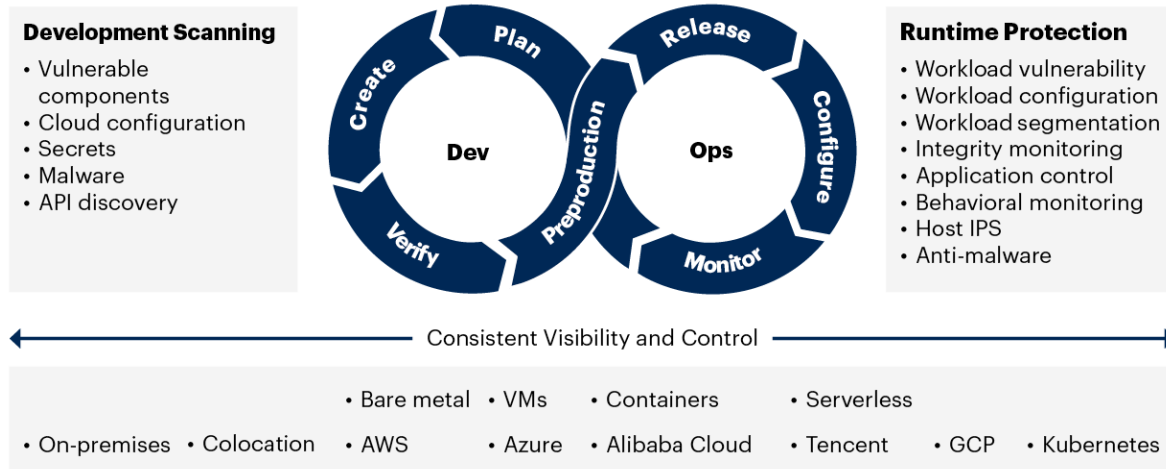 Development Scanning
• Vulnerable
components
• Cloud configuration
• Secrets
• Malware
• API discovery
Plan
Create
Dev
Verify
Preproduction
Release
Configure
Ops
Monitor
Runtime Protection
• Workload vulnerability
• Workload configuration
• Workload segmentation
• Integrity monitoring
• Application control
• Behavioral monitoring
• Host IPS
• Anti-malware
Consistent Visibility and Control
• Bare metal • VMs • Containers • Serverless
• On-premises • Colocation • AWS • Azure • Alibaba Cloud • Tencent • GCP • Kubernetes